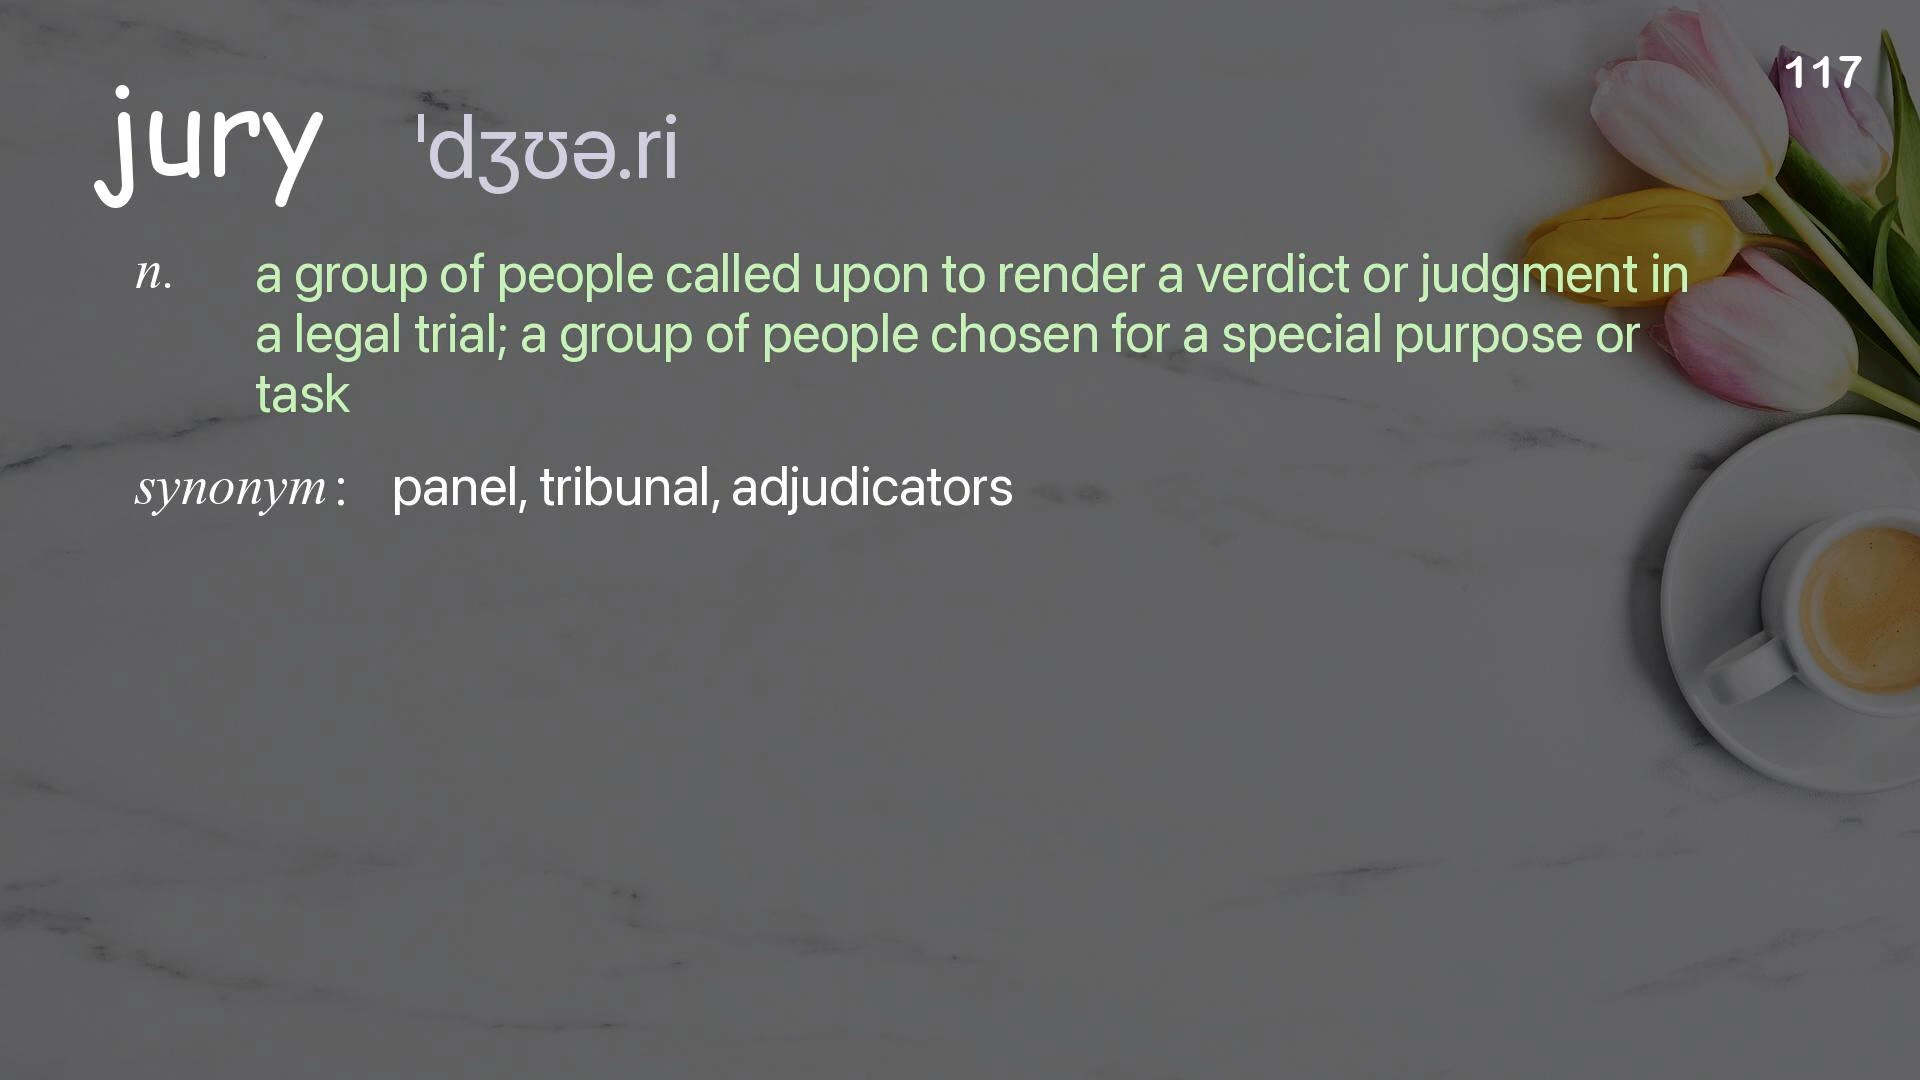 117
jury ˈdʒʊə.ri
n. a group of people called upon to render a verdict or judgment in
a legal trial; a group of people chosen for a special purpose or
task
synonym: panel, tribunal, adjudicators